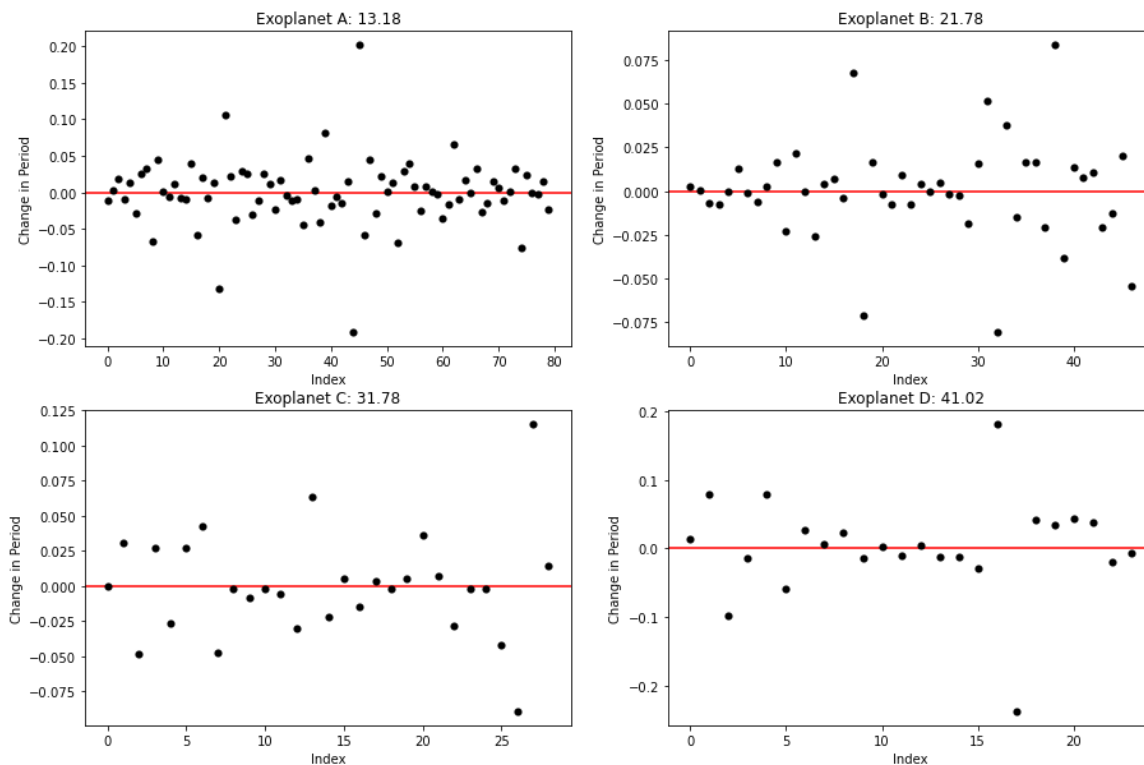 Exoplanet A: 13.18
0.20
0.15
0.10
0.05
0.00
−0.05
−0.10
−0.15
−0.20
Change in Period
0 10 20 30 40 50 60 70 80
Index
Exoplanet B: 21.78
0.075
0.050
0.025
0.000
−0.025
−0.050
−0.075
Change in Period
0 10 20 30 40
Index
Exoplanet C: 31.78
0.125
0.100
0.075
0.050
0.025
0.000
−0.025
−0.050
−0.075
Change in Period
0 5 10 15 20 25
Index
Exoplanet D: 41.02
0.2
0.1
0.0
−0.1
−0.2
Change in Period
0 5 10 15 20
Index